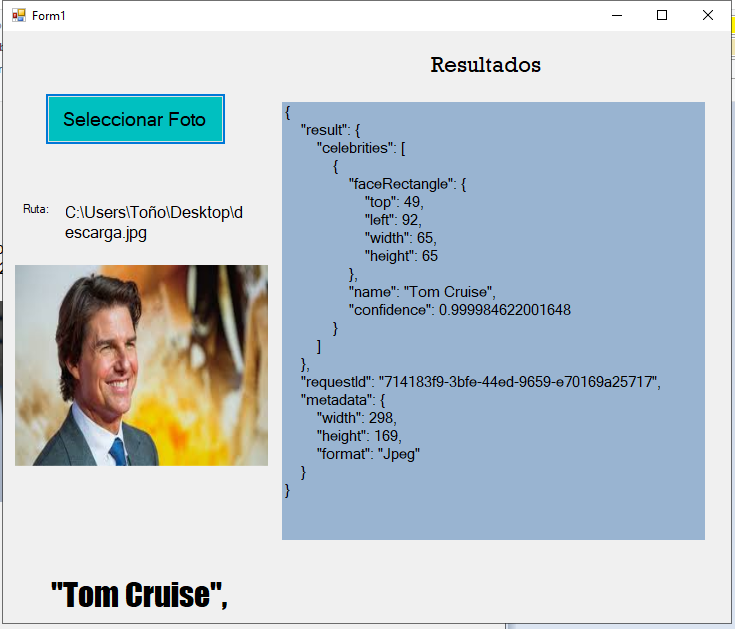 Form1
Resultados
Seleccionar Foto
Ruta: C:\Users\Toño\Desktop\d
escarga.jpg
{
"result": {
"celebrities": [
{
"faceRectangle": {
"top": 49,
"left": 92,
"width": 65,
"height": 65
},
"name": "Tom Cruise",
"confidence": 0.999984622001648
}
]
},
"requestId": "714183f9-3bfe-44ed-9659-e70169a25717",
"metadata": {
"width": 298,
"height": 169,
"format": "Jpeg"
}
}
"Tom Cruise",